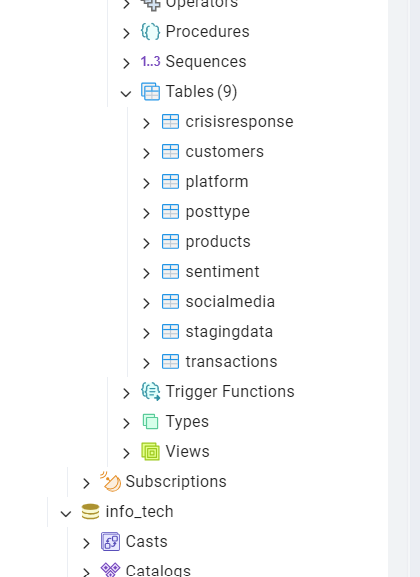 Operators
Procedures
1..3 Sequences
Tables (9)
crisisresponse
customers
platform
posttype
products
sentiment
socialmedia
stagingdata
transactions
Trigger Functions
Types
Views
Subscriptions
info_tech
Casts
Catalogs